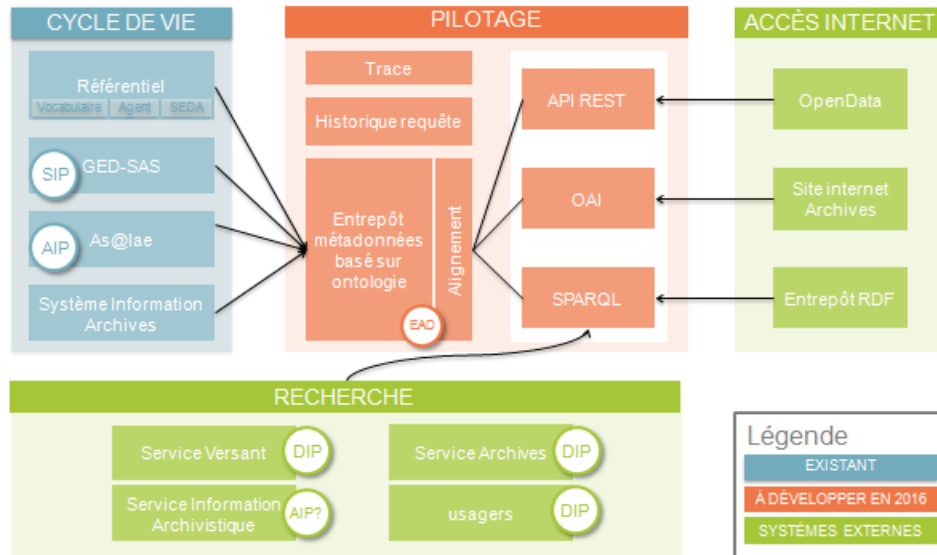 CYCLE DE VIE
Référentiel
Vocabulaire Agent SEDA
SIP
GED-SAS
AIP
As@lae
Système Information
Archives
PILOTAGE
Trace
Historique requête
Entrepôt
métadonnées
basé sur
ontologie
Alignement
EAD
API REST
OAI
SPARQL
ACCÈS INTERNET
OpenData
Site internet
Archives
Entrepôt RDF
RECHERCHE
Service Versant
DIP
Service Archives
DIP
Service Information
Archivistique
AIP?
usagers
DIP
Légende
EXISTANT
À DÉVELOPPER EN 2016
SYSTÈMES EXTERNES